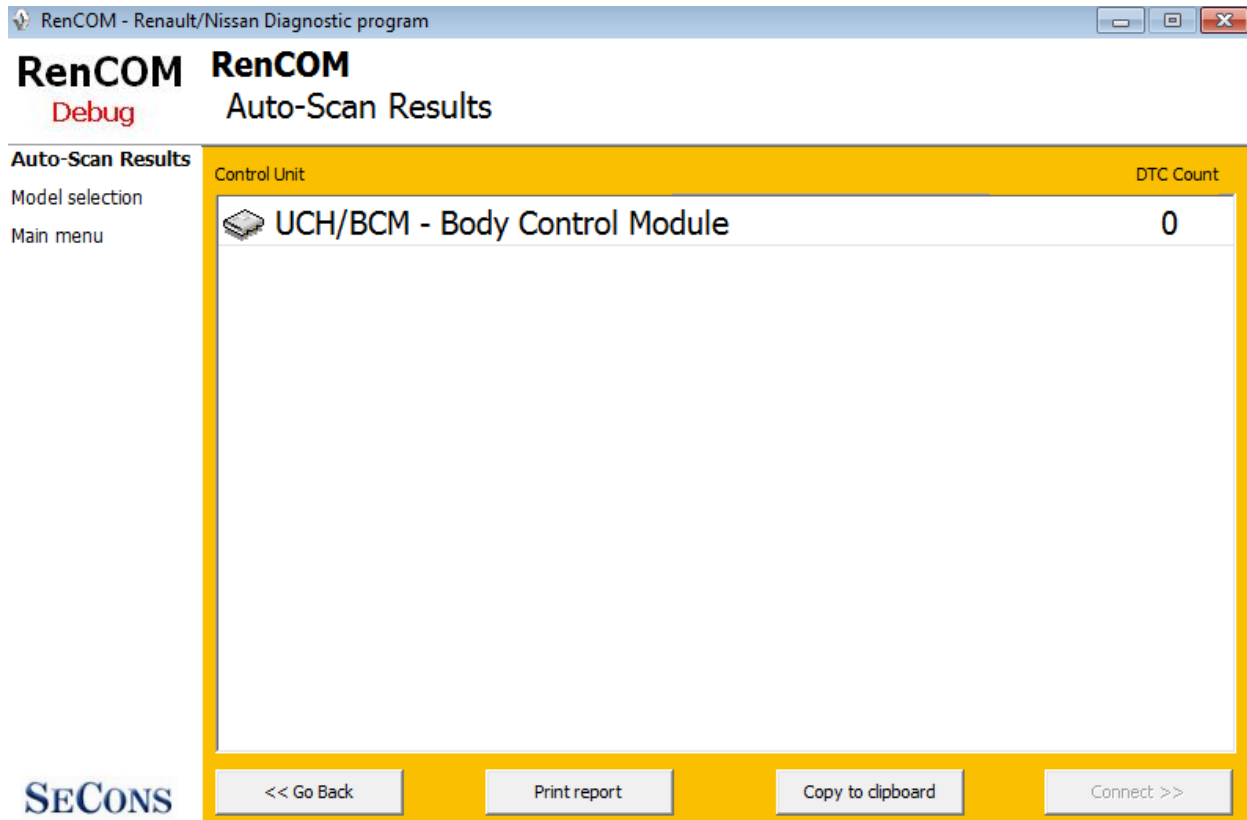 RenCOM - Renault/Nissan Diagnostic program
RenCOM
Debug
RenCOM
Auto-Scan Results
Auto-Scan Results
Model selection
Main menu
Control Unit DTC Count
UCH/BCM - Body Control Module 0
SECONS
<< Go Back Print report Copy to clipboard Connect >>